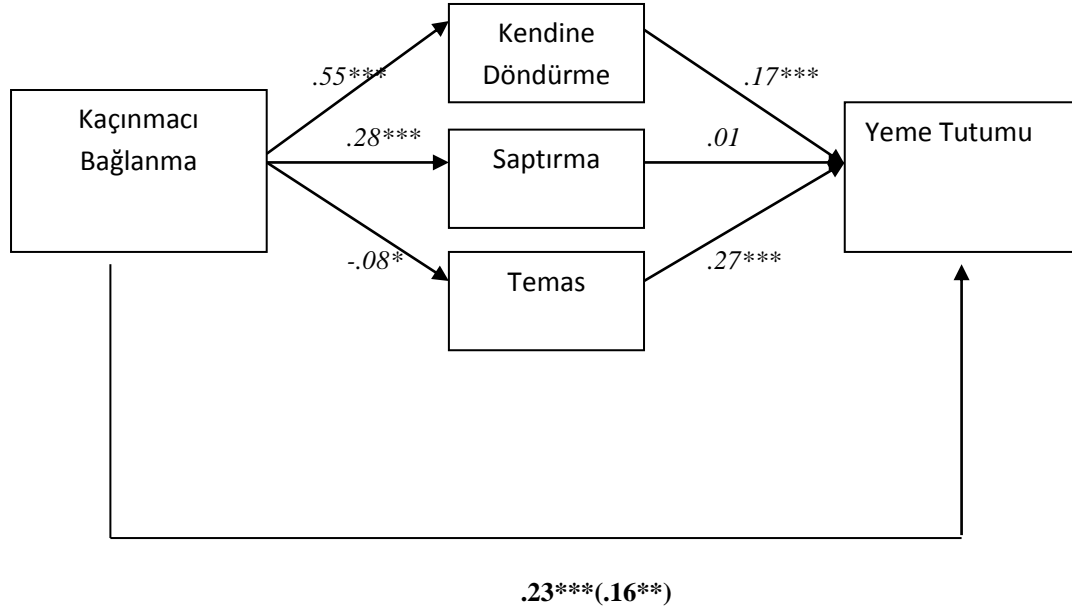 Kendine
Döndürme
.55***
.17***
Kaçınmacı
Bağlanma
.28***
Saptırma
.01
Yeme Tutumu
-.08*
Temas
.27***
.23***(.16**)